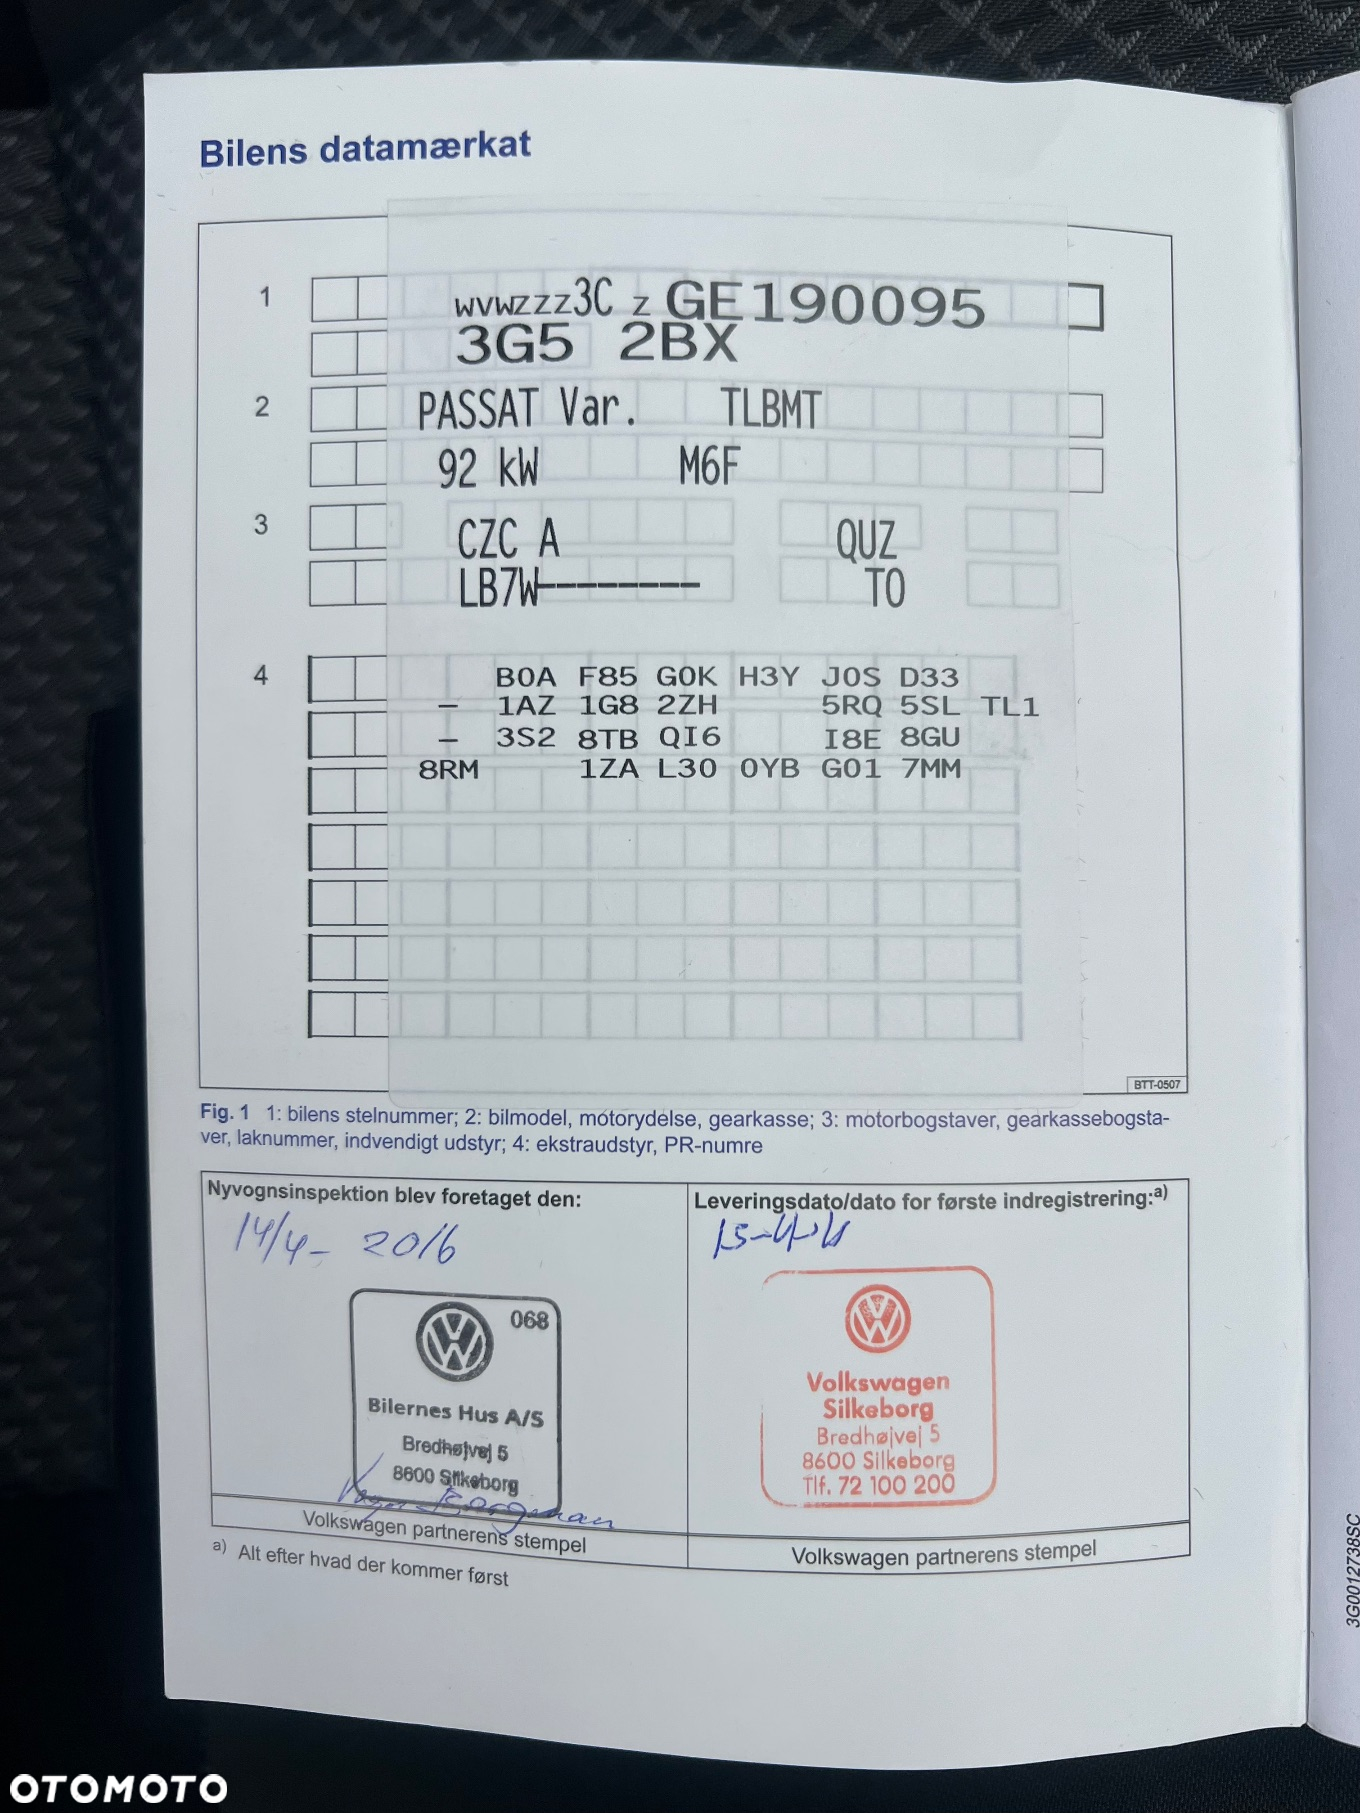 Bilens datamærkat
1 WVWZZZ3C Z GE190095
3G5 2BX
2 PASSAT Var. TLBMT
92 kW M6F
3 CZC A QUZ
LB7W-------- TO
4 B0A F85 G0K H3Y J0S D33
– 1AZ 1G8 2ZH 5RQ 5SL TL1
– 3S2 8TB QI6 I8E 8GU
8RM 1ZA L30 0YB G01 7MM
BTT-0507
Fig. 1 1: bilens stelnummer; 2: bilmodel, motorydelse, gearkasse; 3: motorbogstaver, gearkassebogsta-
ver, laknummer, indvendigt udstyr; 4: ekstraudstyr, PR-numre
Nyvognsinspektion blev foretaget den:
14/4- 2016
068
Bilernes Hus A/S
Bredhøjvej 5
8600 Silkeborg
Volkswagen partnerens stempel
Leveringsdato/dato for første indregistrering:a)
Volkswagen
Silkeborg
Bredhøjvej 5
8600 Silkeborg
Tlf. 72 100 200
Volkswagen partnerens stempel
a) Alt efter hvad der kommer først
3G0012738SC
OTOMOTO